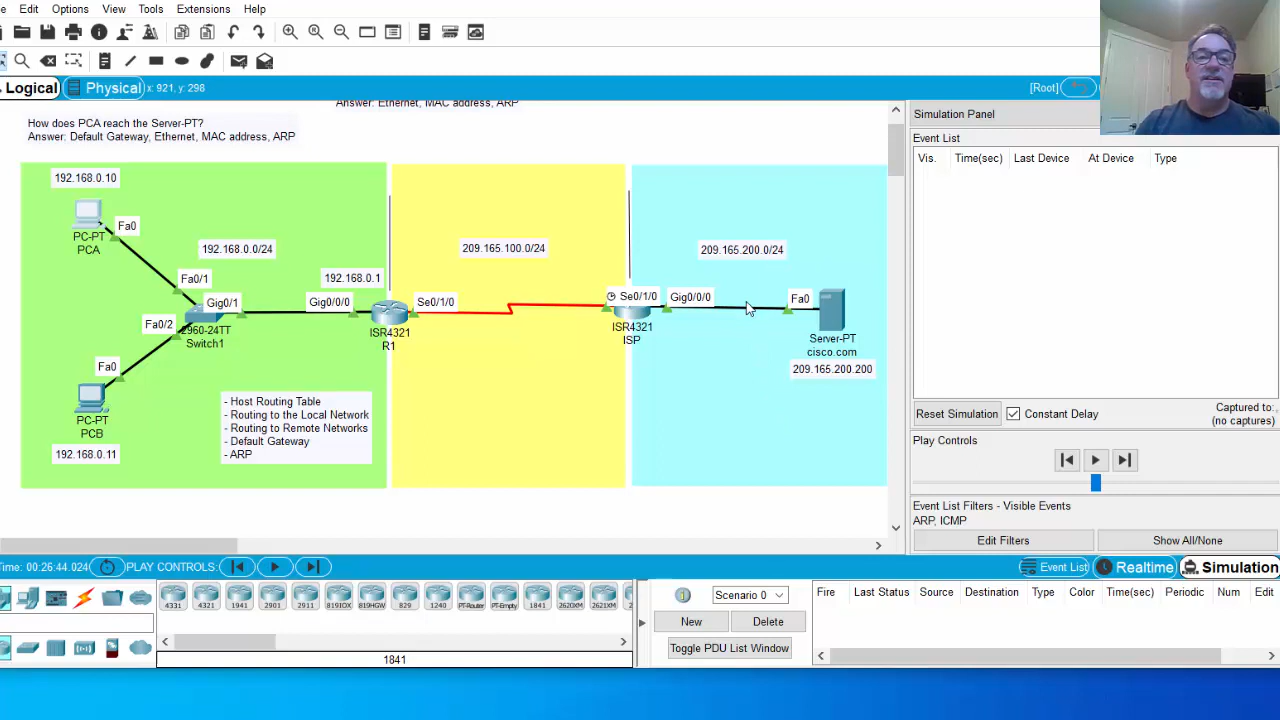 Edit View Tools Extensions Window Help
Logical Physical x: 921, y: 298 [Root]
Answer: Ethernet, MAC address, ARP
How does PCA reach the Server-PT?
Answer: Default Gateway, Ethernet, MAC address, ARP
192.168.0.10
PC-PT
PCA
Fa0
Fa0/1
192.168.0.0/24
192.168.0.1
Gig0/1
Gig0/0/0
Fa0/2
2960-24TT
Switch1
Fa0
PC-PT
PCB
192.168.0.11
ISR4321
R1
Se0/1/0
- Host Routing Table
- Routing to the Local Network
- Routing to Remote Networks
- Default Gateway
- ARP
209.165.100.0/24
Se0/1/0
ISR4321
ISP
209.165.200.0/24
Gig0/0/0
Fa0
Server-PT
cisco.com
209.165.200.200
Simulation Panel
Event List
Vis. Time(sec) Last Device At Device Type
Reset Simulation Constant Delay Captured to:
(no captures)
Play Controls
Event List Filters - Visible Events
ARP, ICMP
Edit Filters Show All/None
Time: 00:26:44.024 PLAY CONTROLS: Event List Realtime Simulation
4331 4321 1941 2901 2911 819IOX 819HGW 829 1240 PT-Router PT-Empty 1841 2620XM 2621XM
1841
Scenario 0
New Delete
Toggle PDU List Window
Fire Last Status Source Destination Type Color Time(sec) Periodic Num Edit